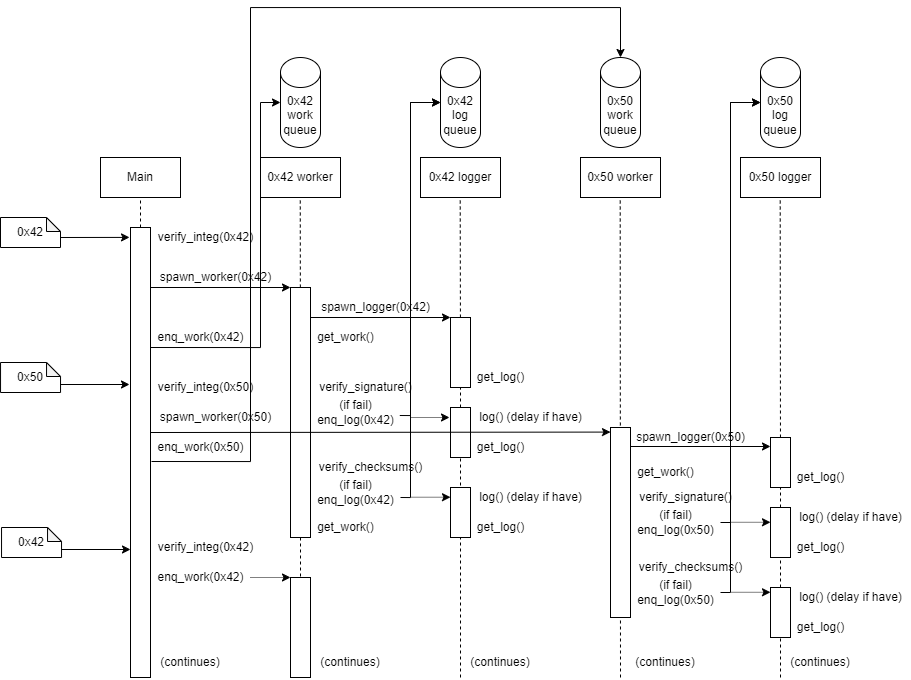 0x42
work
queue
0x42
log
queue
0x50
work
queue
0x50
log
queue
Main
0x42 worker
0x42 logger
0x50 worker
0x50 logger
0x42
verify_integ(0x42)
spawn_worker(0x42)
spawn_logger(0x42)
enq_work(0x42)
get_work()
0x50
get_log()
verify_integ(0x50)
verify_signature()
(if fail)
enq_log(0x42)
spawn_worker(0x50)
log() (delay if have)
spawn_logger(0x50)
enq_work(0x50)
get_log()
verify_checksums()
(if fail)
enq_log(0x42)
get_work()
get_log()
log() (delay if have)
verify_signature()
(if fail)
enq_log(0x50)
log() (delay if have)
get_work()
get_log()
0x42
verify_integ(0x42)
get_log()
enq_work(0x42)
verify_checksums()
(if fail)
enq_log(0x50)
log() (delay if have)
get_log()
(continues)
(continues)
(continues)
(continues)
(continues)